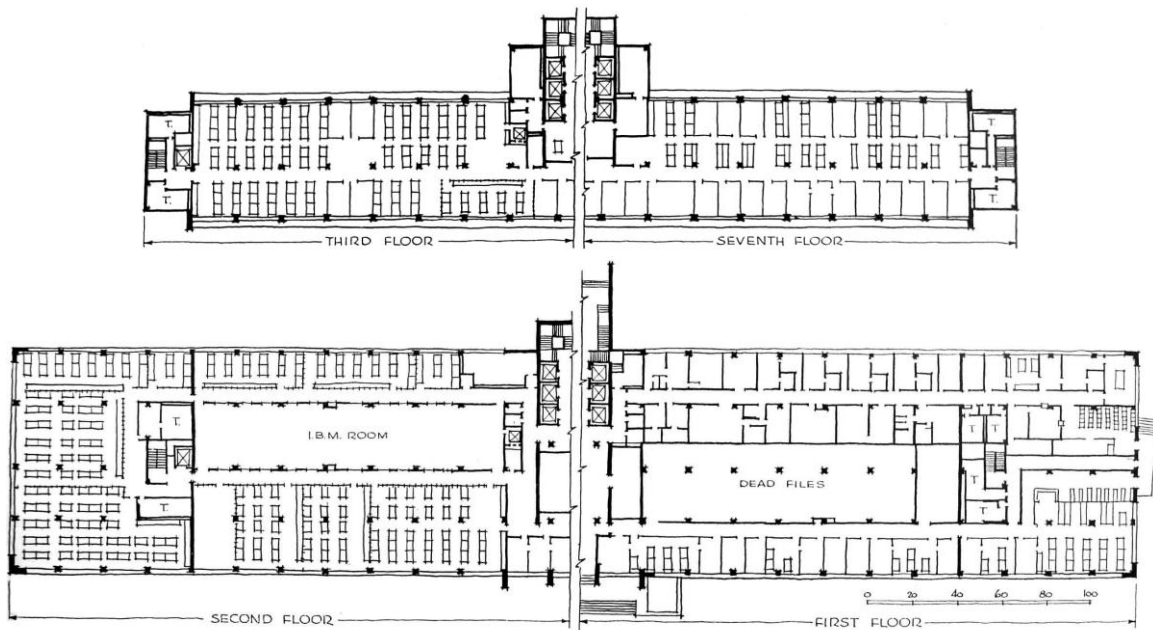 T.
T.
T.
T.
THIRD FLOOR
SEVENTH FLOOR
T.
I.B.M. ROOM
T.
T
T
T
T
DEAD FILES
0 20 40 60 80 100
SECOND FLOOR
FIRST FLOOR